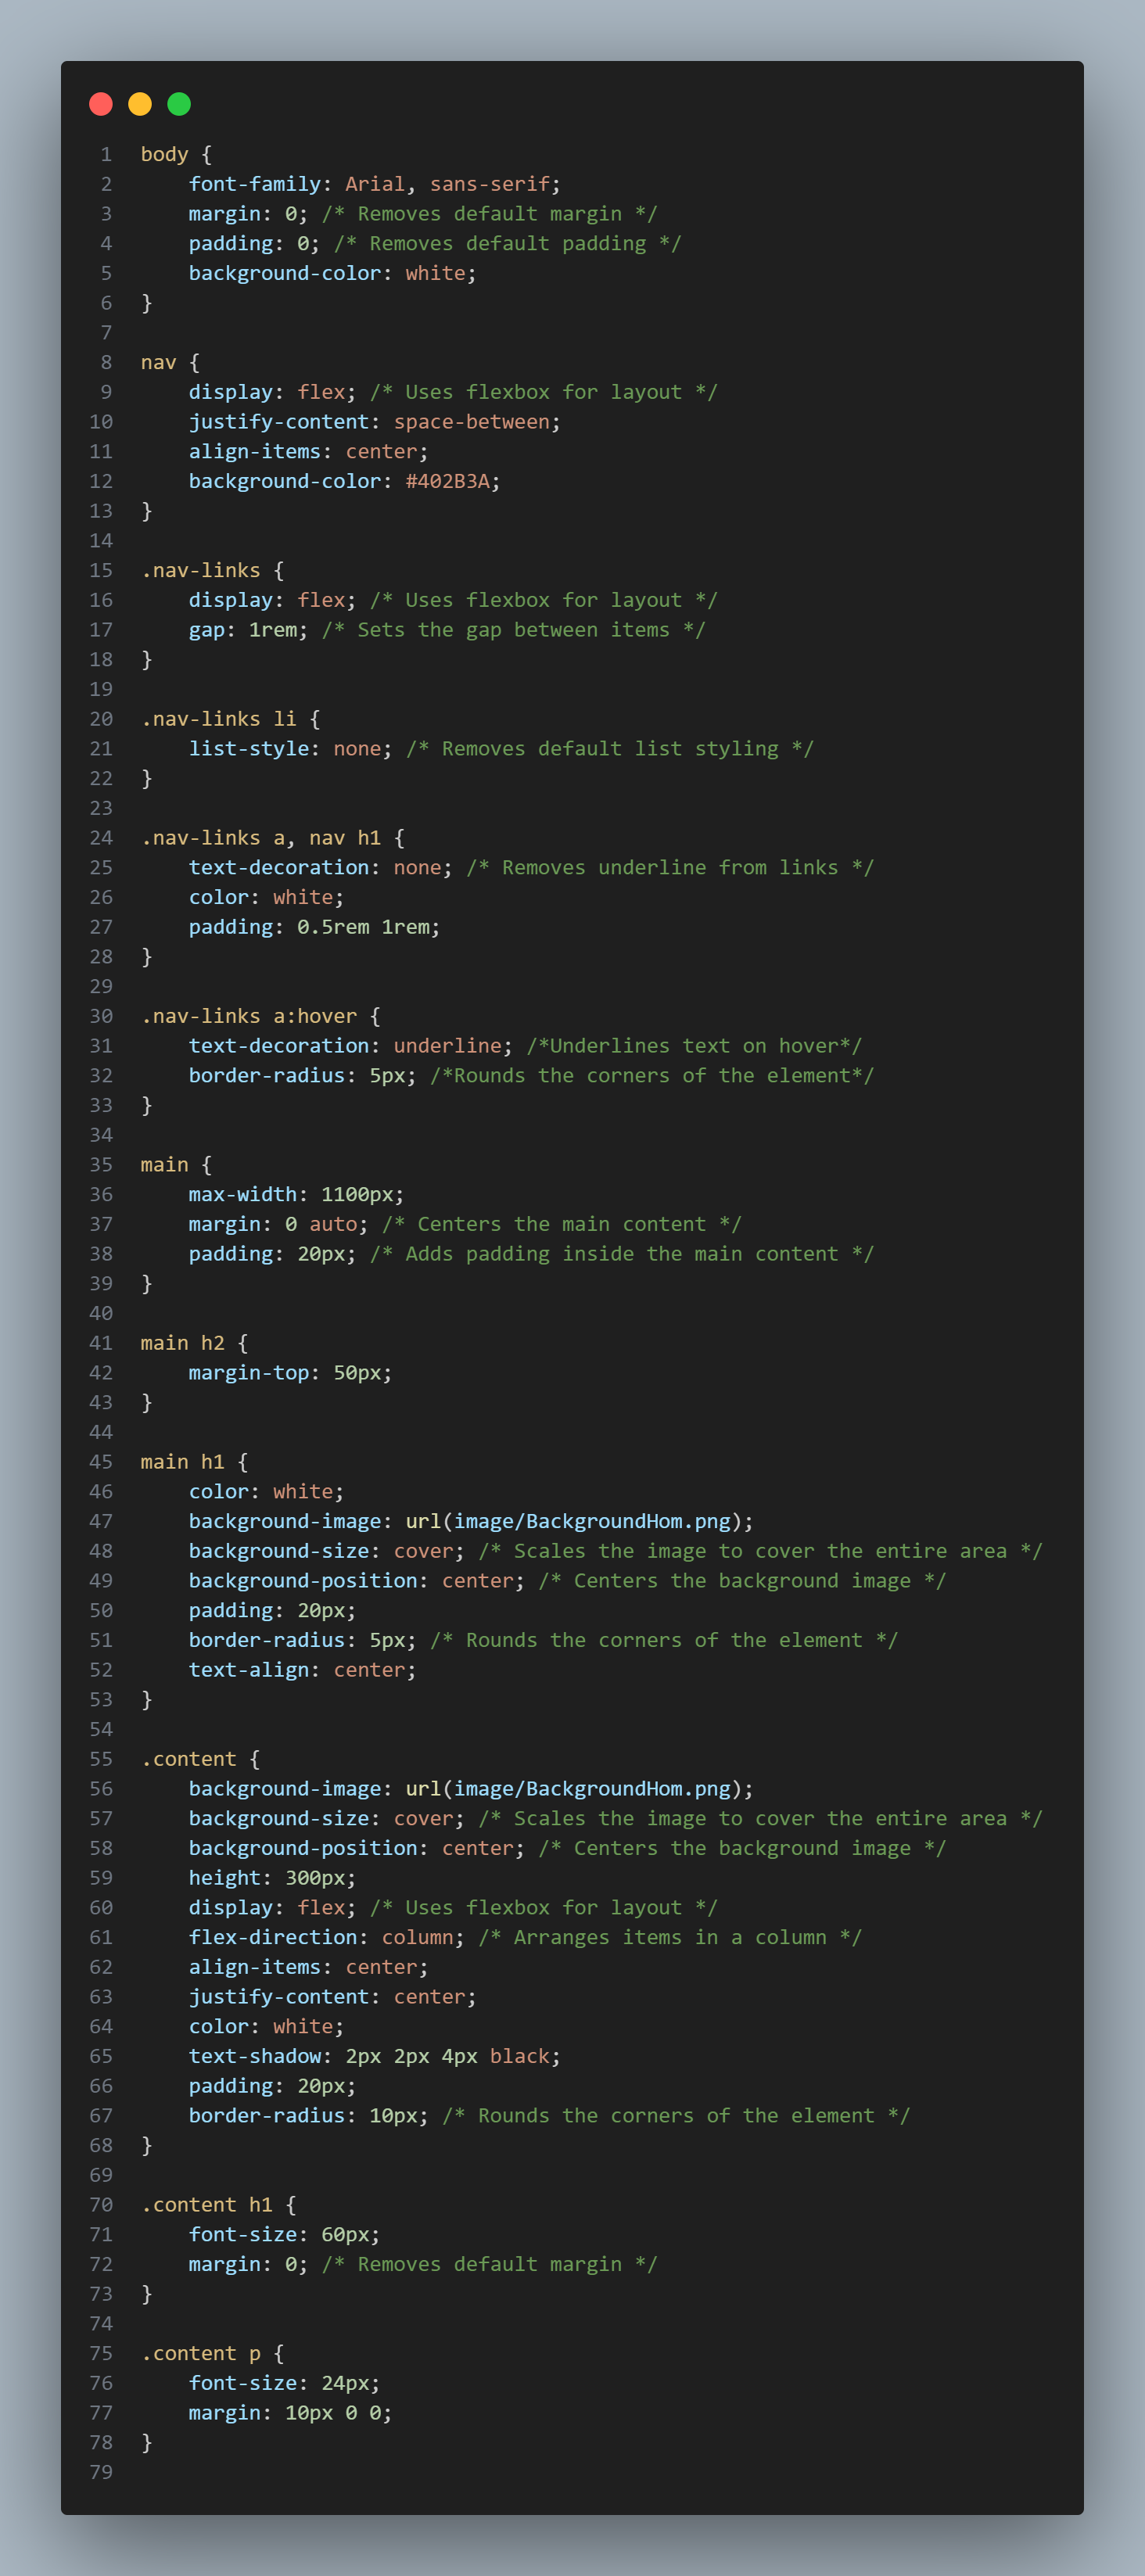 1 body {
2     font-family: Arial, sans-serif;
3     margin: 0; /* Removes default margin */
4     padding: 0; /* Removes default padding */
5     background-color: white;
6 }
7
8 nav {
9     display: flex; /* Uses flexbox for layout */
10     justify-content: space-between;
11     align-items: center;
12     background-color: #402B3A;
13 }
14
15 .nav-links {
16     display: flex; /* Uses flexbox for layout */
17     gap: 1rem; /* Sets the gap between items */
18 }
19
20 .nav-links li {
21     list-style: none; /* Removes default list styling */
22 }
23
24 .nav-links a, nav h1 {
25     text-decoration: none; /* Removes underline from links */
26     color: white;
27     padding: 0.5rem 1rem;
28 }
29
30 .nav-links a:hover {
31     text-decoration: underline; /*Underlines text on hover*/
32     border-radius: 5px; /*Rounds the corners of the element*/
33 }
34
35 main {
36     max-width: 1100px;
37     margin: 0 auto; /* Centers the main content */
38     padding: 20px; /* Adds padding inside the main content */
39 }
40
41 main h2 {
42     margin-top: 50px;
43 }
44
45 main h1 {
46     color: white;
47     background-image: url(image/BackgroundHom.png);
48     background-size: cover; /* Scales the image to cover the entire area */
49     background-position: center; /* Centers the background image */
50     padding: 20px;
51     border-radius: 5px; /* Rounds the corners of the element */
52     text-align: center;
53 }
54
55 .content {
56     background-image: url(image/BackgroundHom.png);
57     background-size: cover; /* Scales the image to cover the entire area */
58     background-position: center; /* Centers the background image */
59     height: 300px;
60     display: flex; /* Uses flexbox for layout */
61     flex-direction: column; /* Arranges items in a column */
62     align-items: center;
63     justify-content: center;
64     color: white;
65     text-shadow: 2px 2px 4px black;
66     padding: 20px;
67     border-radius: 10px; /* Rounds the corners of the element */
68 }
69
70 .content h1 {
71     font-size: 60px;
72     margin: 0; /* Removes default margin */
73 }
74
75 .content p {
76     font-size: 24px;
77     margin: 10px 0 0;
78 }
79